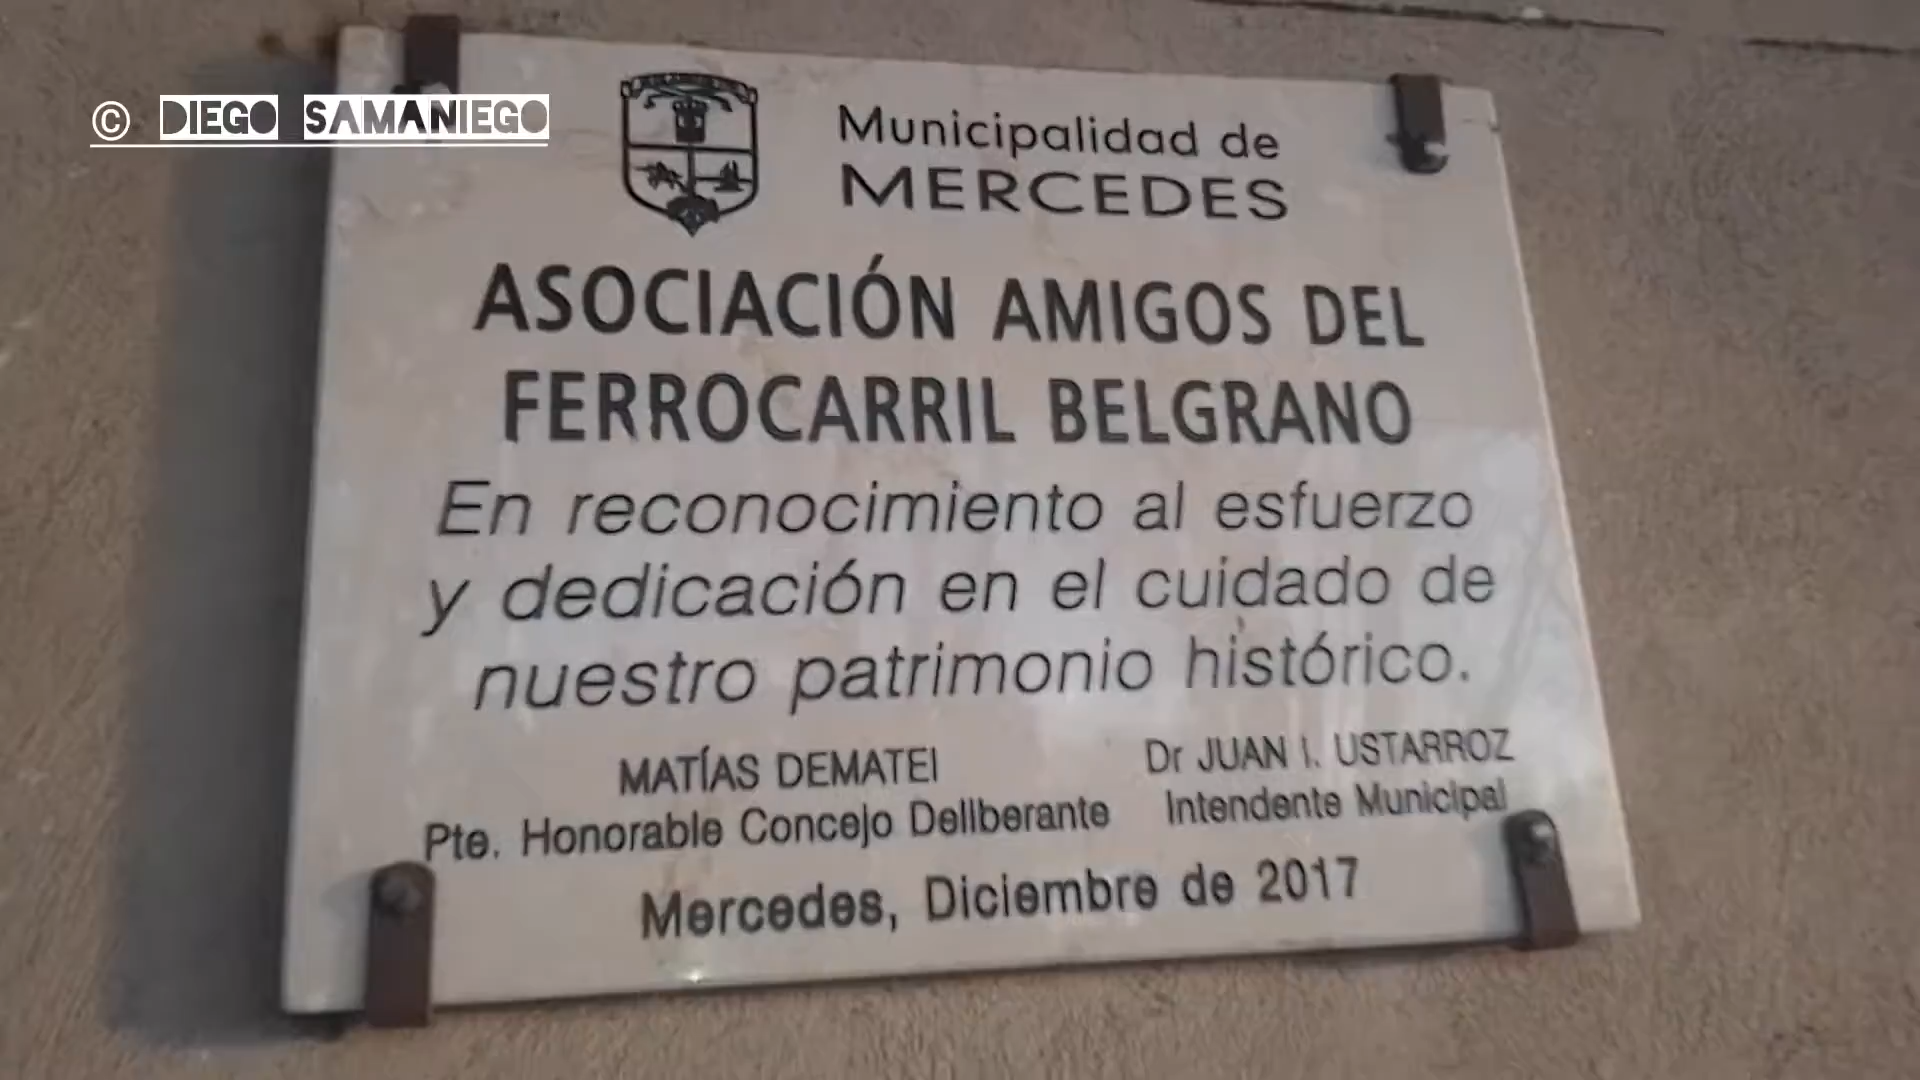 © DIEGO SAMANIEGO
Municipalidad de
MERCEDES
ASOCIACIÓN AMIGOS DEL
FERROCARRIL BELGRANO
En reconocimiento al esfuerzo
y dedicación en el cuidado de
nuestro patrimonio histórico.
MATÍAS DEMATEI
Pte. Honorable Concejo Deliberante
Dr JUAN I. USTARROZ
Intendente Municipal
Mercedes, Diciembre de 2017